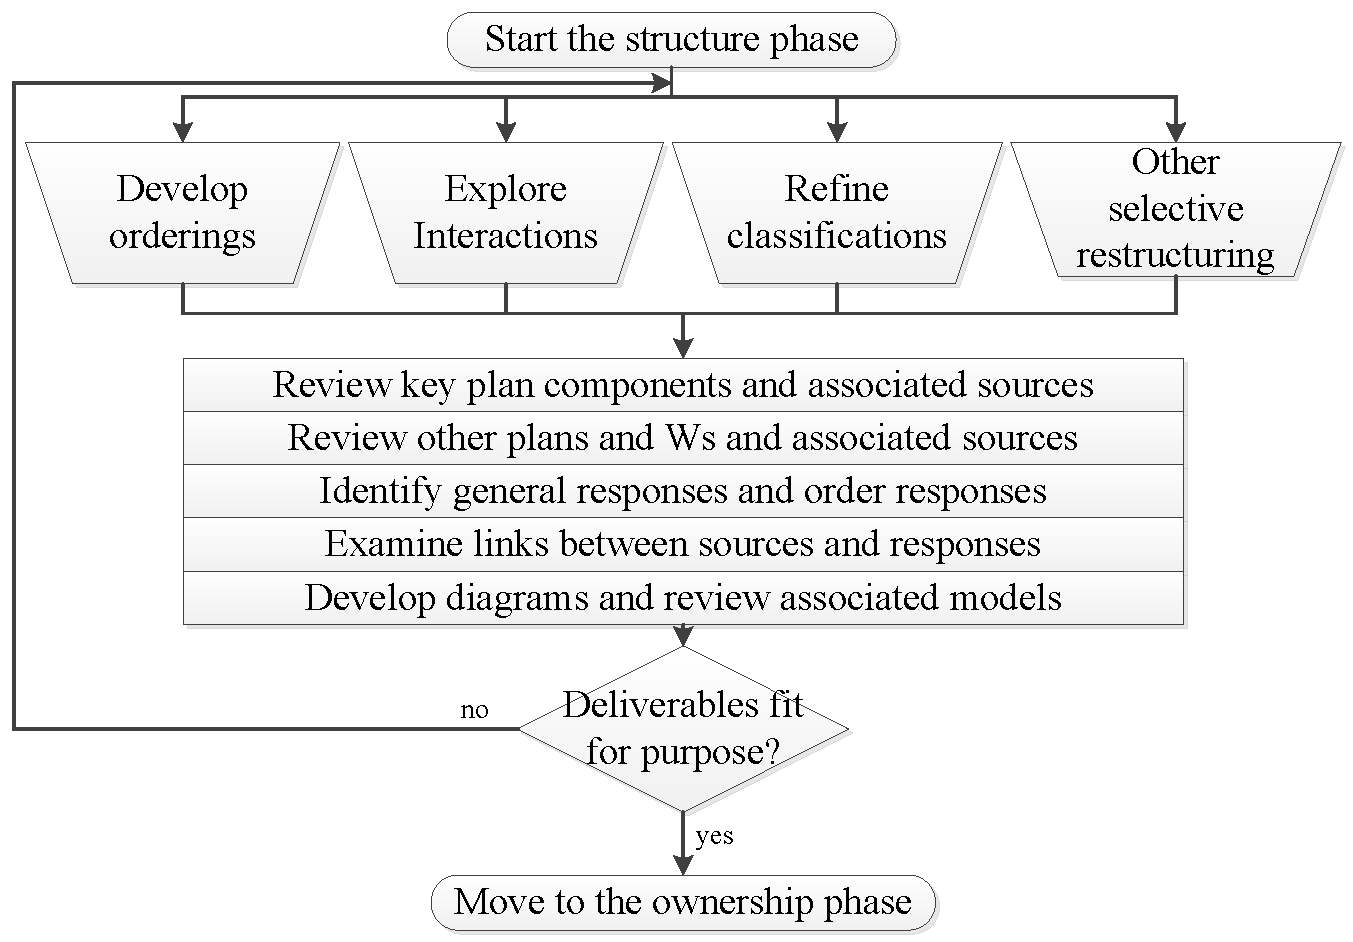 Start the structure phase
Develop
orderings
Explore
Interactions
Refine
classifications
Other
selective
restructuring
Review key plan components and associated sources
Review other plans and Ws and associated sources
Identify general responses and order responses
Examine links between sources and responses
Develop diagrams and review associated models
Deliverables fit
for purpose?
no
yes
Move to the ownership phase